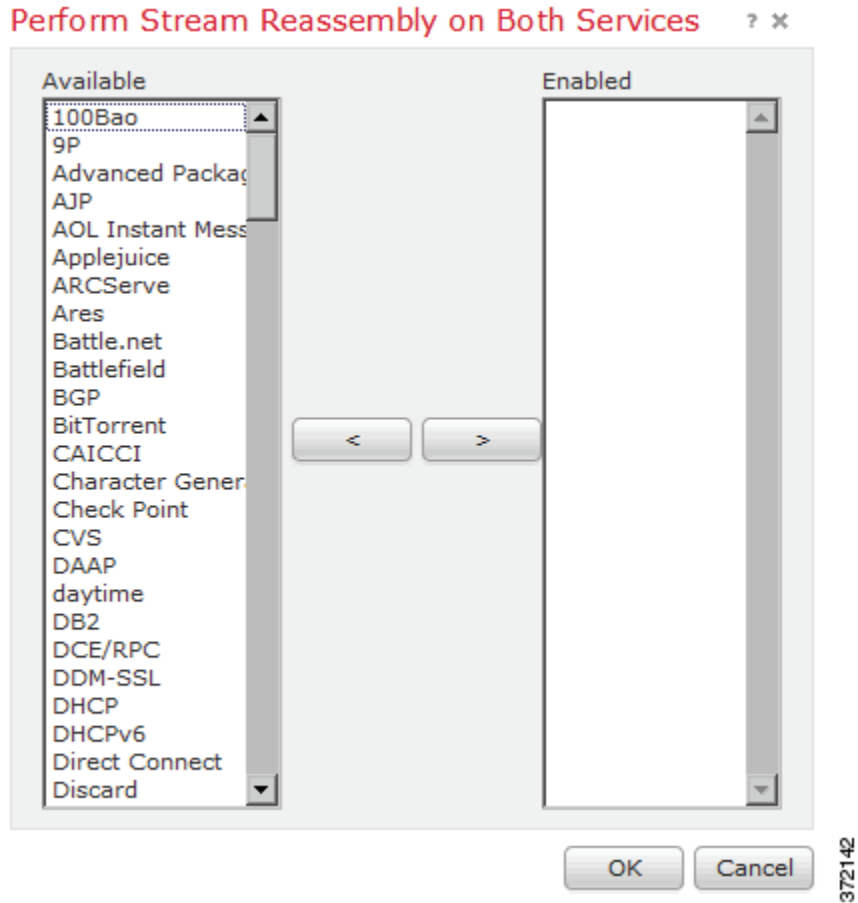 Perform Stream Reassembly on Both Services ? ×
Available
Enabled
100Bao
9P
Advanced Packag
AJP
AOL Instant Mess
Applejuice
ARCServe
Ares
Battle.net
Battlefield
BGP
BitTorrent
CAICCI
Character Gener
Check Point
CVS
DAAP
daytime
DB2
DCE/RPC
DDM-SSL
DHCP
DHCPv6
Direct Connect
Discard
< >
OK Cancel
372142